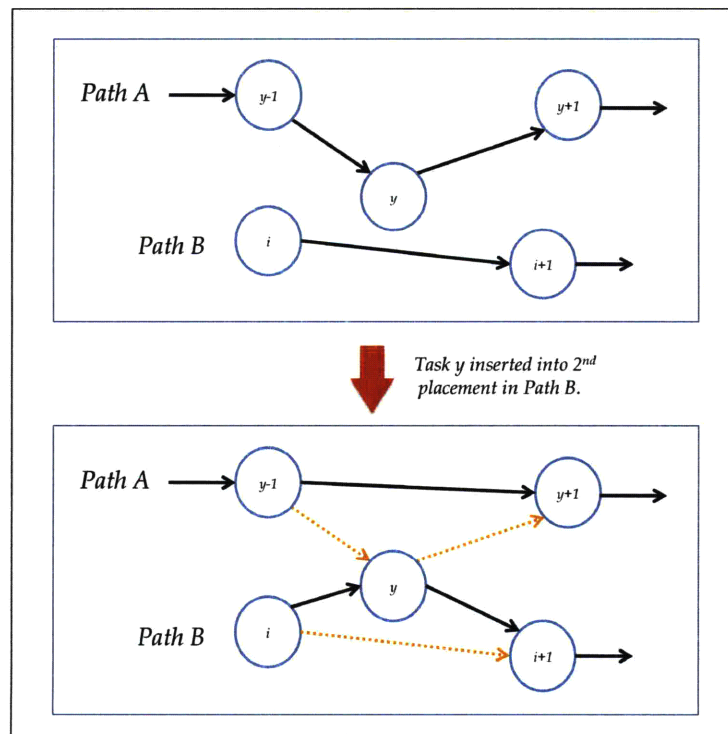 Path A
y-1
y+1
y
Path B
i
i+1
Task y inserted into 2nd
placement in Path B.
Path A
y-1
y+1
y
Path B
i
i+1